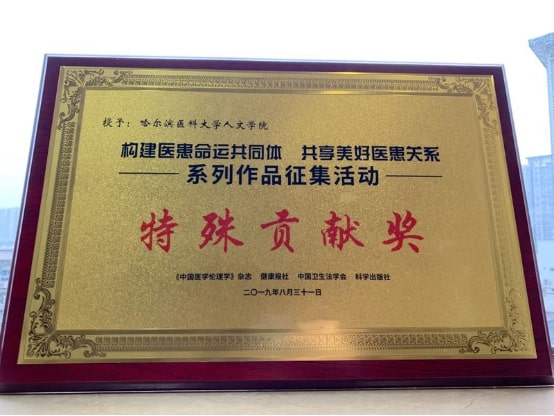 授予：哈尔滨医科大学人文学院
构建医患命运共同体 共享美好医患关系
系列作品征集活动
特殊贡献奖
《中国医学伦理学》杂志 健康报社 中国卫生法学会 科学出版社
二〇一九年八月三十一日